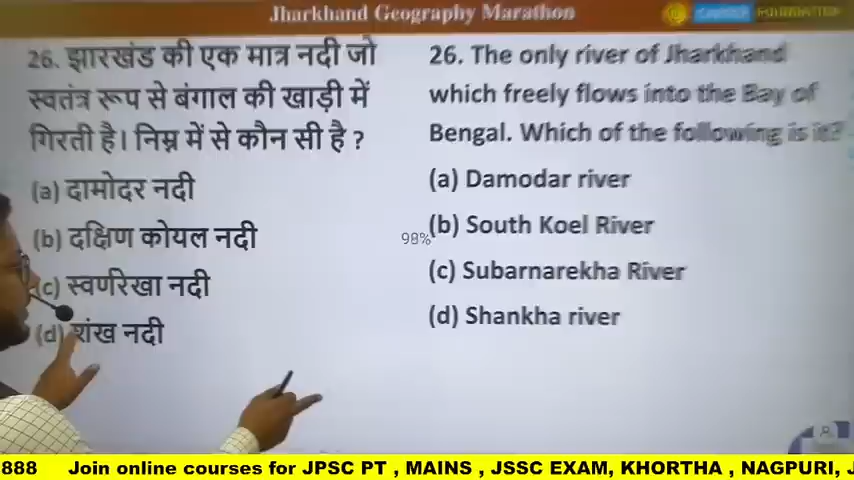 Jharkhand Geography Marathon
CAREER FOUNDATION
26. झारखंड की एक मात्र नदी जो
स्वतंत्र रूप से बंगाल की खाड़ी में
गिरती है। निम्न में से कौन सी है ?
(a) दामोदर नदी
(b) दक्षिण कोयल नदी
(c) स्वर्णरेखा नदी
(d) शंख नदी
26. The only river of Jharkhand
which freely flows into the Bay of
Bengal. Which of the following is it?
(a) Damodar river
(b) South Koel River
(c) Subarnarekha River
(d) Shankha river
98%
888 Join online courses for JPSC PT , MAINS , JSSC EXAM, KHORTHA , NAGPURI, J